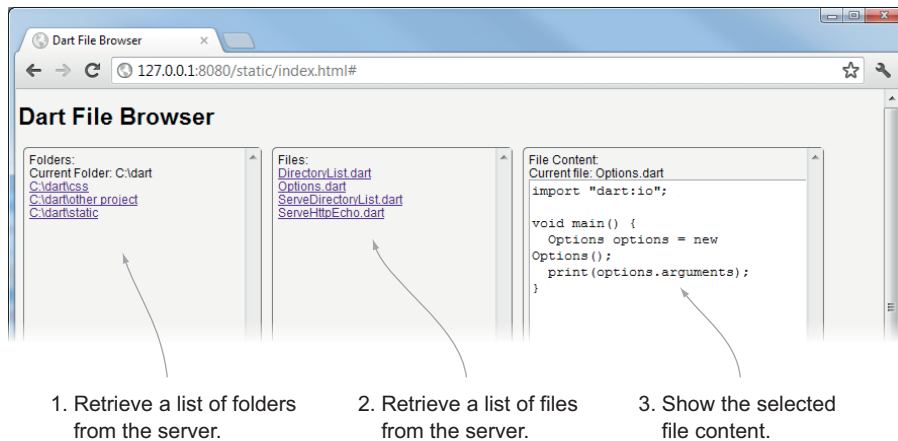 Dart File Browser
127.0.0.1:8080/static/index.html#
Dart File Browser
Folders:
Current Folder: C:\dart
C:\dart\css
C:\dart\other project
C:\dart\static
Files:
DirectoryList.dart
Options.dart
ServeDirectoryList.dart
ServeHttpEcho.dart
File Content:
Current file: Options.dart
import "dart:io";
void main() {
Options options = new
Options();
print(options.arguments);
}
1. Retrieve a list of folders
from the server.
2. Retrieve a list of files
from the server.
3. Show the selected
file content.